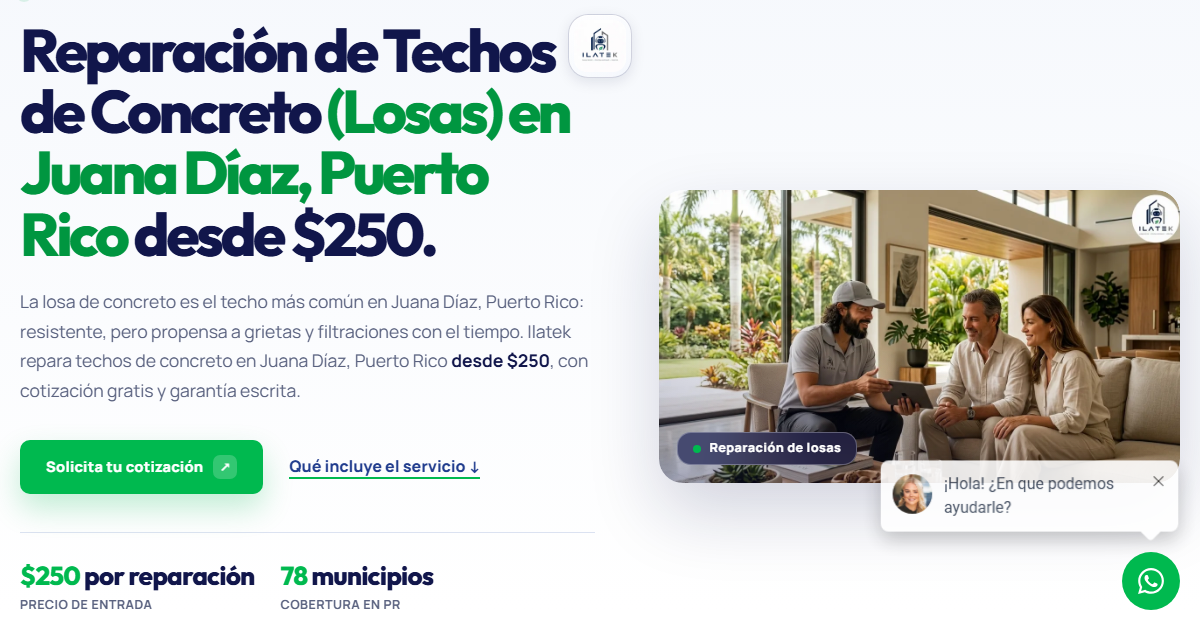 Reparación de Techos
de Concreto (Losas) en
Juana Díaz, Puerto
Rico desde $250.
ILATEK
La losa de concreto es el techo más común en Juana Díaz, Puerto Rico:
resistente, pero propensa a grietas y filtraciones con el tiempo. Ilatek
repara techos de concreto en Juana Díaz, Puerto Rico desde $250, con
cotización gratis y garantía escrita.
Solicita tu cotización ↗
Qué incluye el servicio ↓
$250 por reparación
PRECIO DE ENTRADA
78 municipios
COBERTURA EN PR
ILATEK
Reparación de losas
¡Hola! ¿En que podemos
ayudarle?